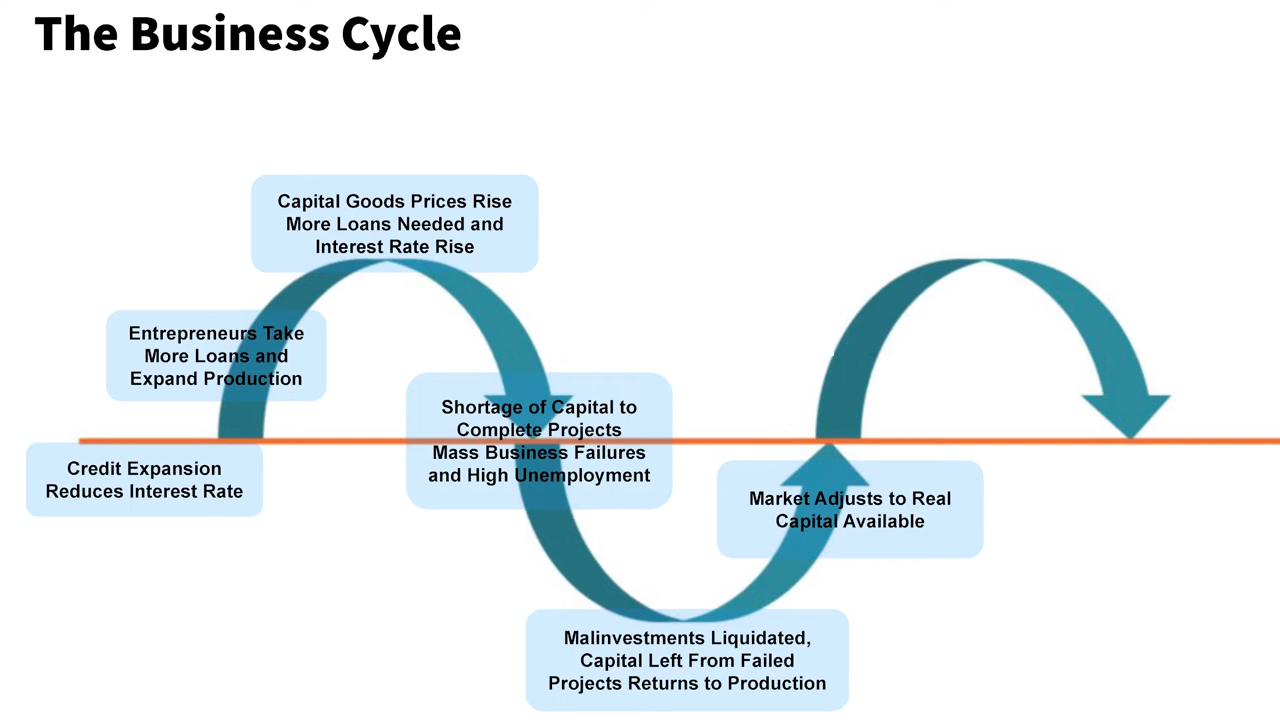 The Business Cycle
Capital Goods Prices Rise
More Loans Needed and
Interest Rate Rise
Entrepreneurs Take
More Loans and
Expand Production
Shortage of Capital to
Complete Projects
Mass Business Failures
and High Unemployment
Credit Expansion
Reduces Interest Rate
Market Adjusts to Real
Capital Available
Malinvestments Liquidated,
Capital Left From Failed
Projects Returns to Production